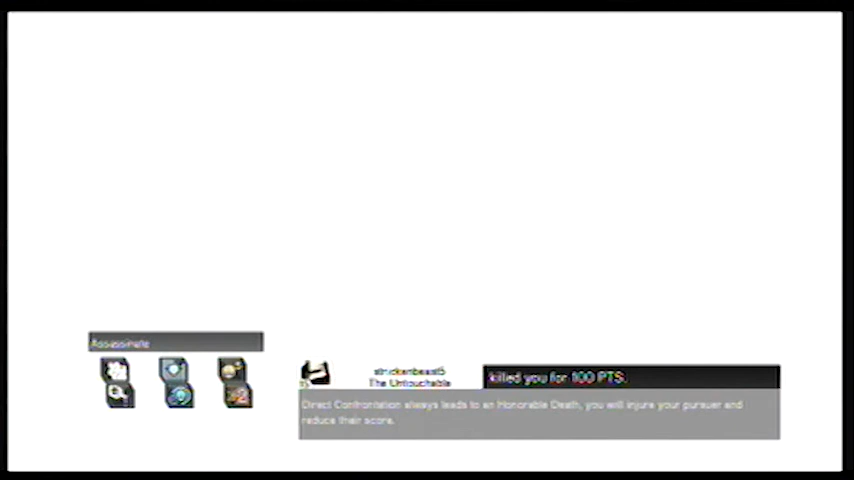 Assassinate
strickenbeast5
The Untouchable
killed you for 100 PTS.
Direct Confrontation always leads to an Honorable Death, you will injure your pursuer and
reduce their score.